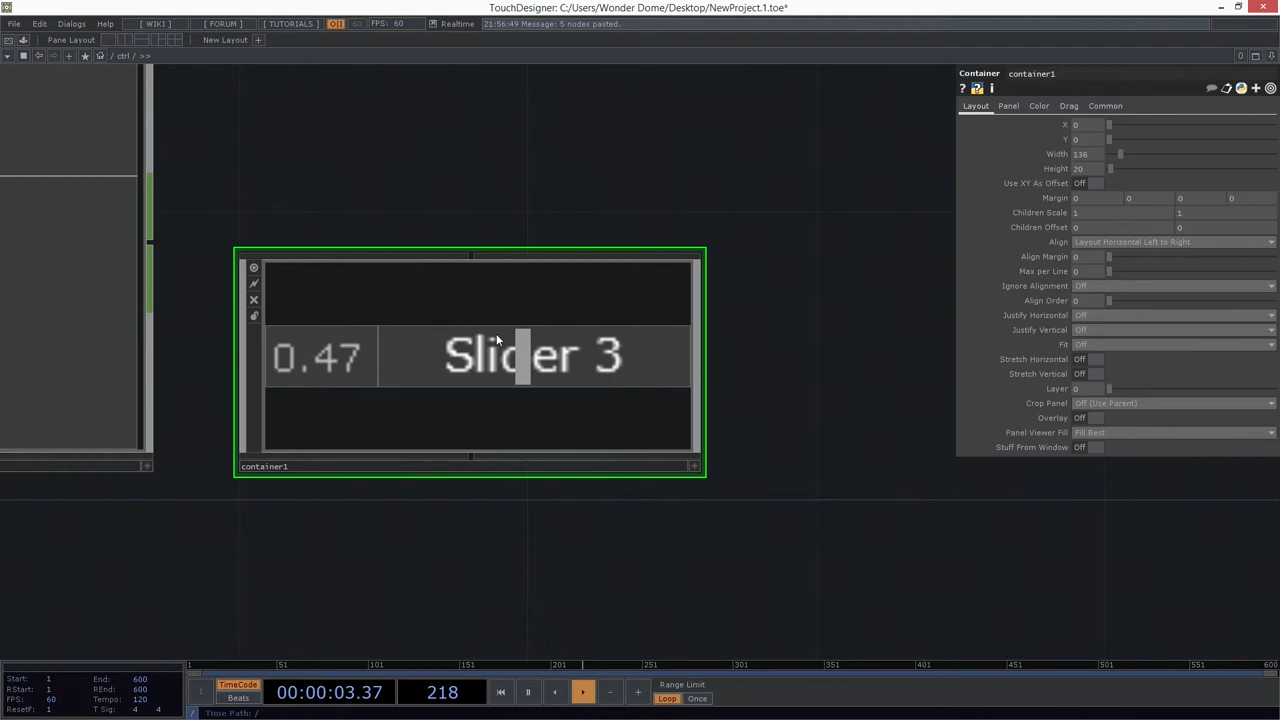 TouchDesigner: C:/Users/Wonder Dome/Desktop/NewProject.1.toe*
File Edit Dialogs Help [ WIKI ] [ FORUM ] [ TUTORIALS ] O|I 60 FPS: 60 Realtime 21:56:49 Message: 5 nodes pasted.
Pane Layout New Layout +
/ ctrl / >> 0
Container container1
? ? i
Layout Panel Color Drag Common
X 0
Y 0
Width 136
Height 20
Use XY As Offset Off
Margin 0 0 0 0
Children Scale 1 1
Children Offset 0 0
Align Layout Horizontal Left to Right
Align Margin 0
Max per Line 0
Ignore Alignment Off
Align Order 0
Justify Horizontal Off
Justify Vertical Off
Fit Off
Stretch Horizontal Off
Stretch Vertical Off
Layer 0
Crop Panel Off (Use Parent)
Overlay Off
Panel Viewer Fill Fill Best
Stuff From Window Off
0.47 Slider 3
container1
1 51 101 151 201 251 301 351 401 451 501 551 600
Start: 1 End: 600
RStart: 1 REnd: 600
FPS: 60 Tempo: 120
ResetF: 1 T Sig: 4 4
TimeCode
Beats
00:00:03.37 218
Range Limit
Loop Once
/ Time Path: /